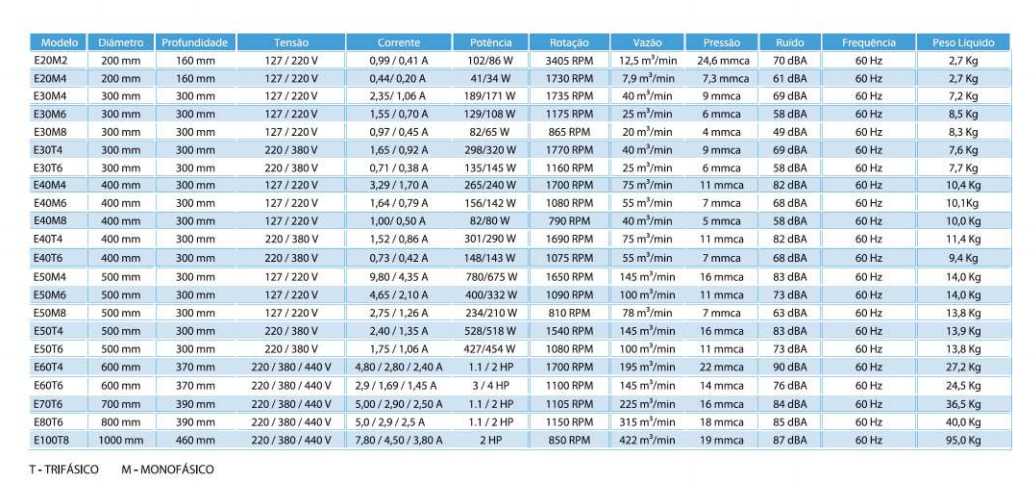 Modelo Diâmetro Profundidade Tensão Corrente Potência Rotação Vazão Pressão Ruído Frequência Peso Líquido
E20M2 200 mm 160 mm 127 / 220 V 0,99 / 0,41 A 102/86 W 3405 RPM 12,5 m³/min 24,6 mmca 70 dBA 60 Hz 2,7 Kg
E20M4 200 mm 160 mm 127 / 220 V 0,44/ 0,20 A 41/34 W 1730 RPM 7,9 m³/min 7,3 mmca 61 dBA 60 Hz 2,7 Kg
E30M4 300 mm 300 mm 127 / 220 V 2,35/ 1,06 A 189/171 W 1735 RPM 40 m³/min 9 mmca 69 dBA 60 Hz 7,2 Kg
E30M6 300 mm 300 mm 127 / 220 V 1,55 / 0,70 A 129/108 W 1175 RPM 25 m³/min 6 mmca 58 dBA 60 Hz 8,5 Kg
E30M8 300 mm 300 mm 127 / 220 V 0,97 / 0,45 A 82/65 W 865 RPM 20 m³/min 4 mmca 49 dBA 60 Hz 8,3 Kg
E30T4 300 mm 300 mm 220 / 380 V 1,65 / 0,92 A 298/320 W 1770 RPM 40 m³/min 9 mmca 69 dBA 60 Hz 7,6 Kg
E30T6 300 mm 300 mm 220 / 380 V 0,71 / 0,38 A 135/145 W 1160 RPM 25 m³/min 6 mmca 58 dBA 60 Hz 7,7 Kg
E40M4 400 mm 300 mm 127 / 220 V 3,29 / 1,70 A 265/240 W 1700 RPM 75 m³/min 11 mmca 82 dBA 60 Hz 10,4 Kg
E40M6 400 mm 300 mm 127 / 220 V 1,64 / 0,79 A 156/142 W 1080 RPM 55 m³/min 7 mmca 68 dBA 60 Hz 10,1Kg
E40M8 400 mm 300 mm 127 / 220 V 1,00/ 0,50 A 82/80 W 790 RPM 40 m³/min 5 mmca 58 dBA 60 Hz 10,0 Kg
E40T4 400 mm 300 mm 220 / 380 V 1,52 / 0,86 A 301/290 W 1690 RPM 75 m³/min 11 mmca 82 dBA 60 Hz 11,4 Kg
E40T6 400 mm 300 mm 220 / 380 V 0,73 / 0,42 A 148/143 W 1075 RPM 55 m³/min 7 mmca 68 dBA 60 Hz 9,4 Kg
E50M4 500 mm 300 mm 127 / 220 V 9,80 / 4,35 A 780/675 W 1650 RPM 145 m³/min 16 mmca 83 dBA 60 Hz 14,0 Kg
E50M6 500 mm 300 mm 127 / 220 V 4,65 / 2,10 A 400/332 W 1090 RPM 100 m³/min 11 mmca 73 dBA 60 Hz 14,0 Kg
E50M8 500 mm 300 mm 127 / 220 V 2,75 / 1,26 A 234/210 W 810 RPM 78 m³/min 7 mmca 63 dBA 60 Hz 13,8 Kg
E50T4 500 mm 300 mm 220 / 380 V 2,40 / 1,35 A 528/518 W 1540 RPM 145 m³/min 16 mmca 83 dBA 60 Hz 13,9 Kg
E50T6 500 mm 300 mm 220 / 380 V 1,75 / 1,06 A 427/454 W 1080 RPM 100 m³/min 11 mmca 73 dBA 60 Hz 13,8 Kg
E60T4 600 mm 370 mm 220 / 380 / 440 V 4,80 / 2,80 / 2,40 A 1.1 / 2 HP 1700 RPM 195 m³/min 22 mmca 90 dBA 60 Hz 27,2 Kg
E60T6 600 mm 370 mm 220 / 380 / 440 V 2,9 / 1,69 / 1,45 A 3 / 4 HP 1100 RPM 145 m³/min 14 mmca 76 dBA 60 Hz 24,5 Kg
E70T6 700 mm 390 mm 220 / 380 / 440 V 5,00 / 2,90 / 2,50 A 1.1 / 2 HP 1105 RPM 225 m³/min 16 mmca 84 dBA 60 Hz 36,5 Kg
E80T6 800 mm 390 mm 220 / 380 / 440 V 5,0 / 2,9 / 2,5 A 1.1 / 2 HP 1150 RPM 315 m³/min 18 mmca 85 dBA 60 Hz 40,0 Kg
E100T8 1000 mm 460 mm 220 / 380 / 440 V 7,80 / 4,50 / 3,80 A 2 HP 850 RPM 422 m³/min 19 mmca 87 dBA 60 Hz 95,0 Kg
T - TRIFÁSICO M - MONOFÁSICO